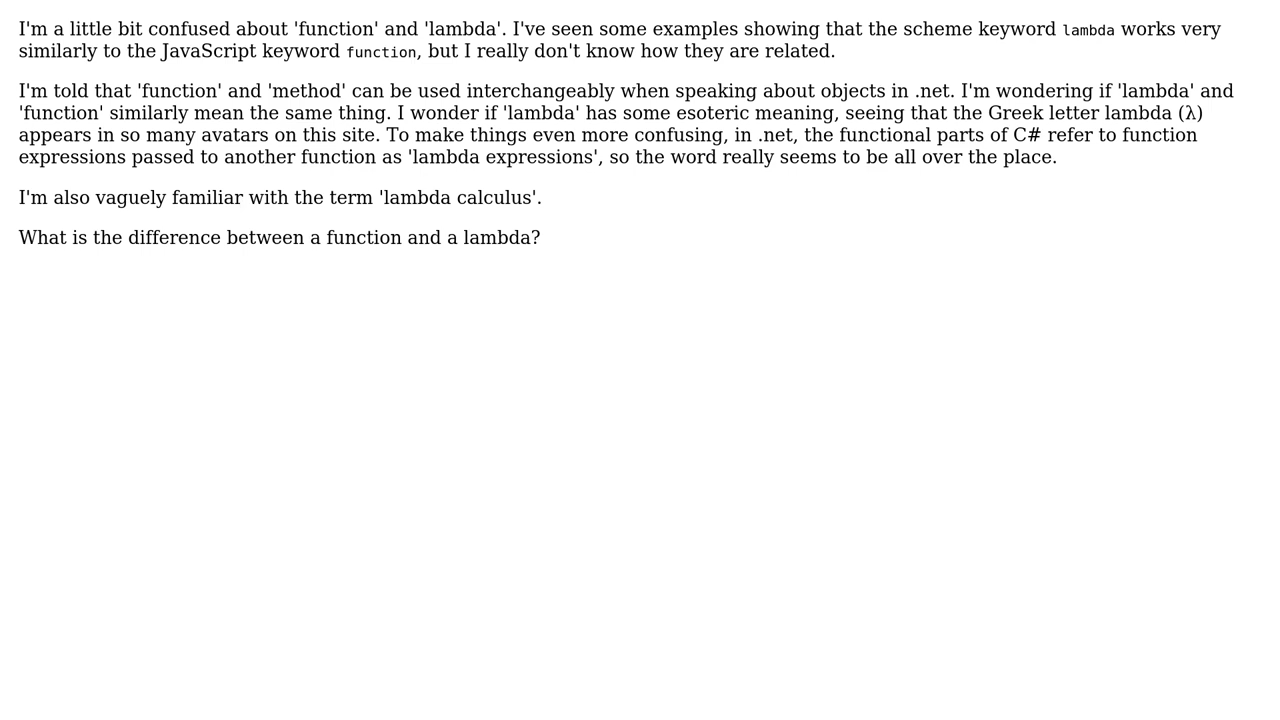 I'm a little bit confused about 'function' and 'lambda'. I've seen some examples showing that the scheme keyword lambda works very
similarly to the JavaScript keyword function, but I really don't know how they are related.
I'm told that 'function' and 'method' can be used interchangeably when speaking about objects in .net. I'm wondering if 'lambda' and
'function' similarly mean the same thing. I wonder if 'lambda' has some esoteric meaning, seeing that the Greek letter lambda (λ)
appears in so many avatars on this site. To make things even more confusing, in .net, the functional parts of C# refer to function
expressions passed to another function as 'lambda expressions', so the word really seems to be all over the place.
I'm also vaguely familiar with the term 'lambda calculus'.
What is the difference between a function and a lambda?